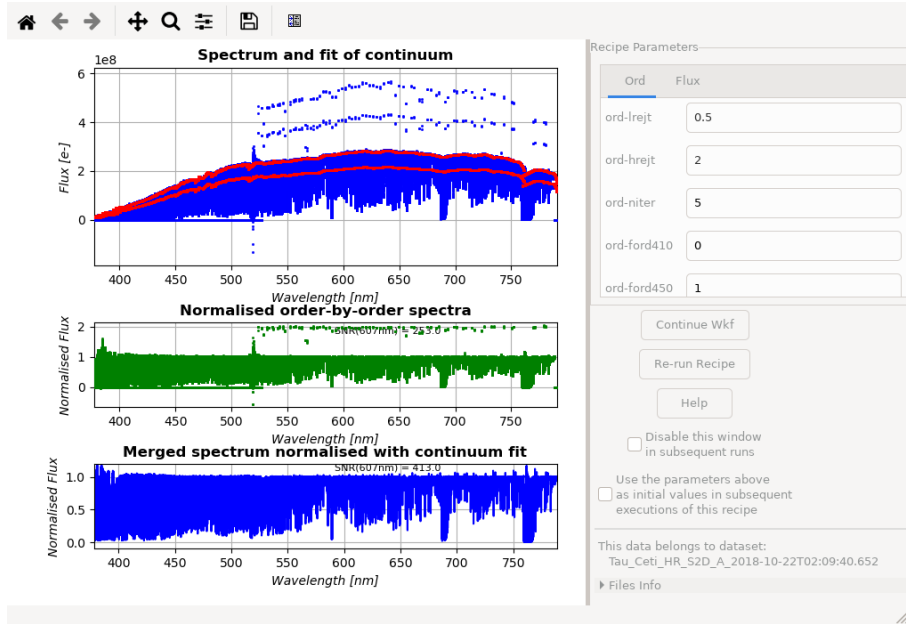 Spectrum and fit of continuum
1e8
6
4
2
0
Flux [e-]
400 450 500 550 600 650 700 750
Wavelength [nm]
Normalised order-by-order spectra
SNR(607nm) = 253.0
2
1
0
Normalised Flux
400 450 500 550 600 650 700 750
Wavelength [nm]
Merged spectrum normalised with continuum fit
SNR(607nm) = 413.0
1.0
0.5
0.0
Normalised Flux
400 450 500 550 600 650 700 750
Wavelength [nm]
Recipe Parameters
Ord Flux
ord-lrejt 0.5
ord-hrejt 2
ord-niter 5
ord-ford410 0
ord-ford450 1
Continue Wkf
Re-run Recipe
Help
Disable this window
in subsequent runs
Use the parameters above
as initial values in subsequent
executions of this recipe
This data belongs to dataset:
Tau_Ceti_HR_S2D_A_2018-10-22T02:09:40.652
Files Info